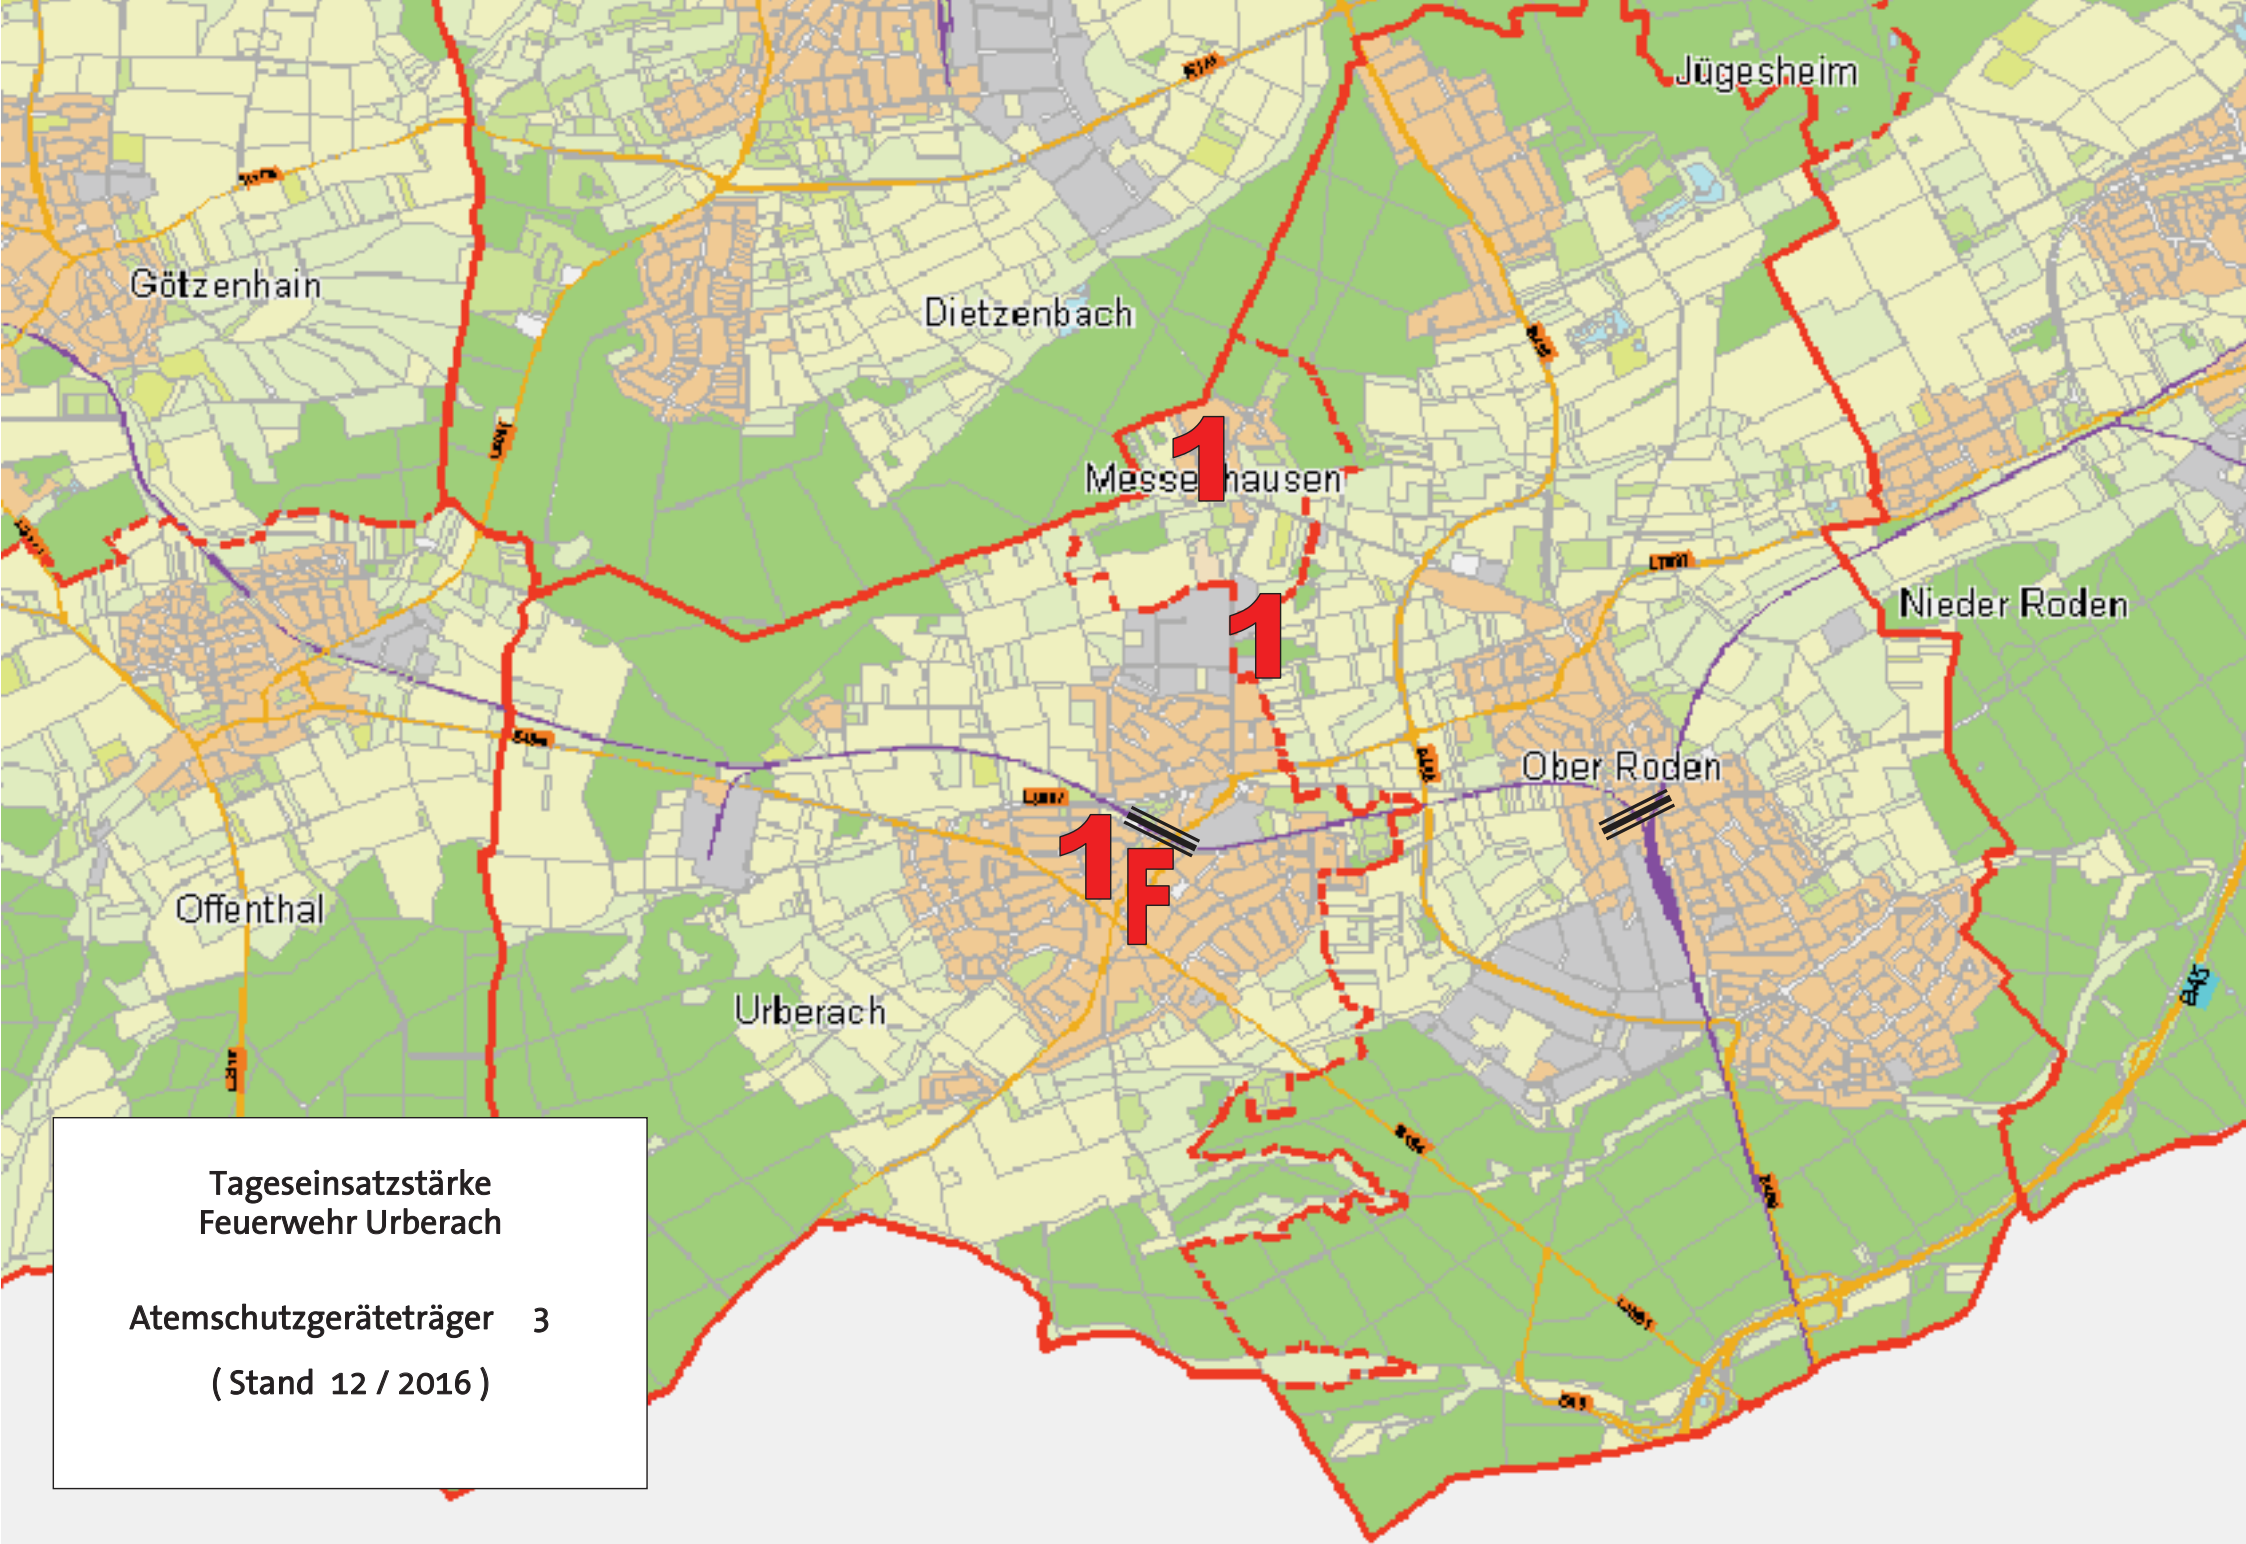 Jügesheim
Götzenhain
Dietzenbach
1
Messe hausen
1
Nieder Roden
Ober Roden
1
F
Offenthal
Urberach
Tageseinsatzstärke
Feuerwehr Urberach
Atemschutzgeräteträger 3
( Stand 12 / 2016 )